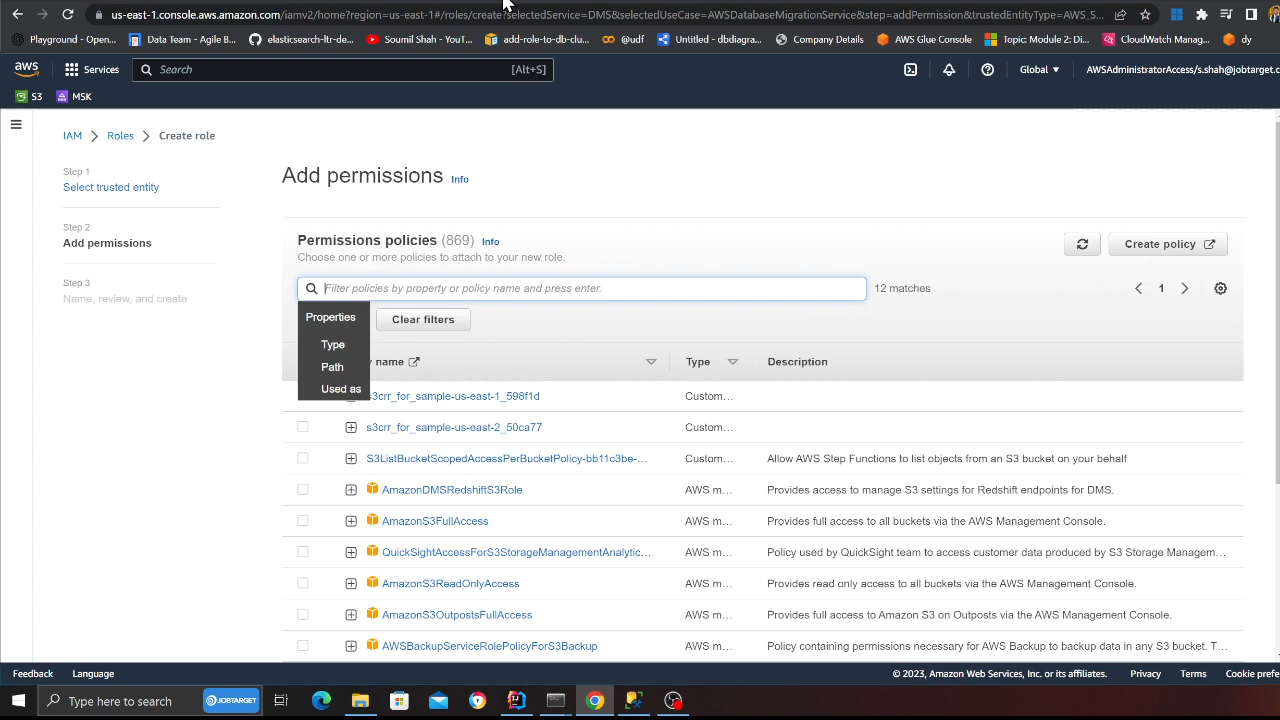 us-east-1.console.aws.amazon.com/iamv2/home?region=us-east-1#/roles/create?selectedService=DMS&selectedUseCase=AWSDatabaseMigrationService&step=addPermission&trustedEntityType=AWS_S...
Playground - Open... Data Team - Agile B... elasticsearch-ltr-de... Soumil Shah - YouT... add-role-to-db-clu... @udf Untitled - dbdiagra... Company Details AWS Glue Console Topic: Module 2:Di... CloudWatch Manag... dy
aws Services Search [Alt+S] Global AWSAdministratorAccess/s.shah@jobtarget.c
S3 MSK
IAM Roles Create role
Step 1
Select trusted entity
Step 2
Add permissions
Step 3
Name, review, and create
Add permissions Info
Permissions policies (869) Info
Choose one or more policies to attach to your new role.
Create policy
Filter policies by property or policy name and press enter. 12 matches 1
Properties
Type
Path
Used as
Clear filters
name Type Description
s3crr_for_sample-us-east-1_598f1d Custom...
s3crr_for_sample-us-east-2_50ca77 Custom...
S3ListBucketScopedAccessPerBucketPolicy-bb11c3be-... Custom... Allow AWS Step Functions to list objects from an S3 bucket on your behalf
AmazonDMSRedshiftS3Role AWS m... Provides access to manage S3 settings for Redshift endpoints for DMS.
AmazonS3FullAccess AWS m... Provides full access to all buckets via the AWS Management Console.
QuickSightAccessForS3StorageManagementAnalytic... AWS m... Policy used by QuickSight team to access customer data produced by S3 Storage Managem...
AmazonS3ReadOnlyAccess AWS m... Provides read only access to all buckets via the AWS Management Console.
AmazonS3OutpostsFullAccess AWS m... Provides full access to Amazon S3 on Outposts via the AWS Management Console.
AWSBackupServiceRolePolicyForS3Backup AWS m... Policy containing permissions necessary for AWS Backup to backup data in any S3 bucket. T...
Feedback Language © 2023, Amazon Web Services, Inc. or its affiliates. Privacy Terms Cookie prefe
Type here to search JOBTARGET